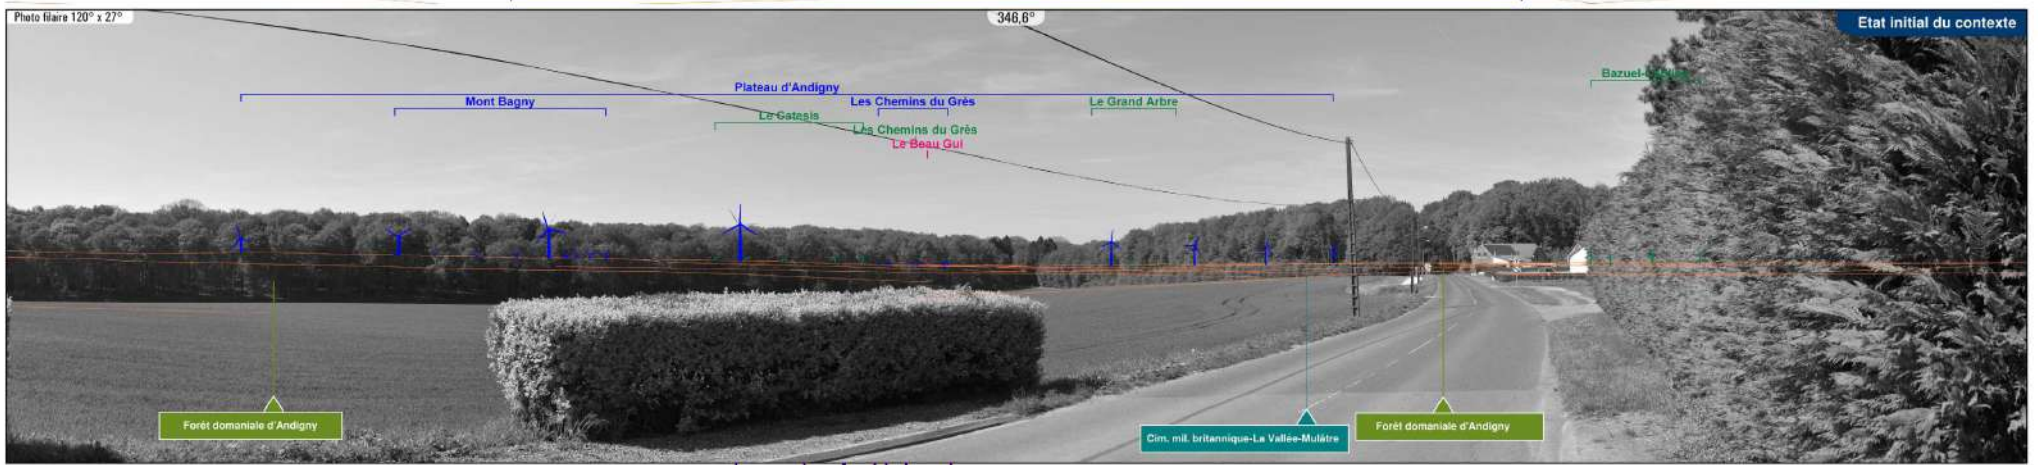 Photo filaire 120° x 27°
346,6°
Etat initial du contexte
Plateau d'Andigny
Mont Bagny
Les Chemins du Grès
Le Grand Arbre
Le Catesis
Les Chemins du Grès
Le Beau Gui
Forêt domaniale d'Andigny
Cim. mil. britannique-La Vallée-Mulâtre
Forêt domaniale d'Andigny